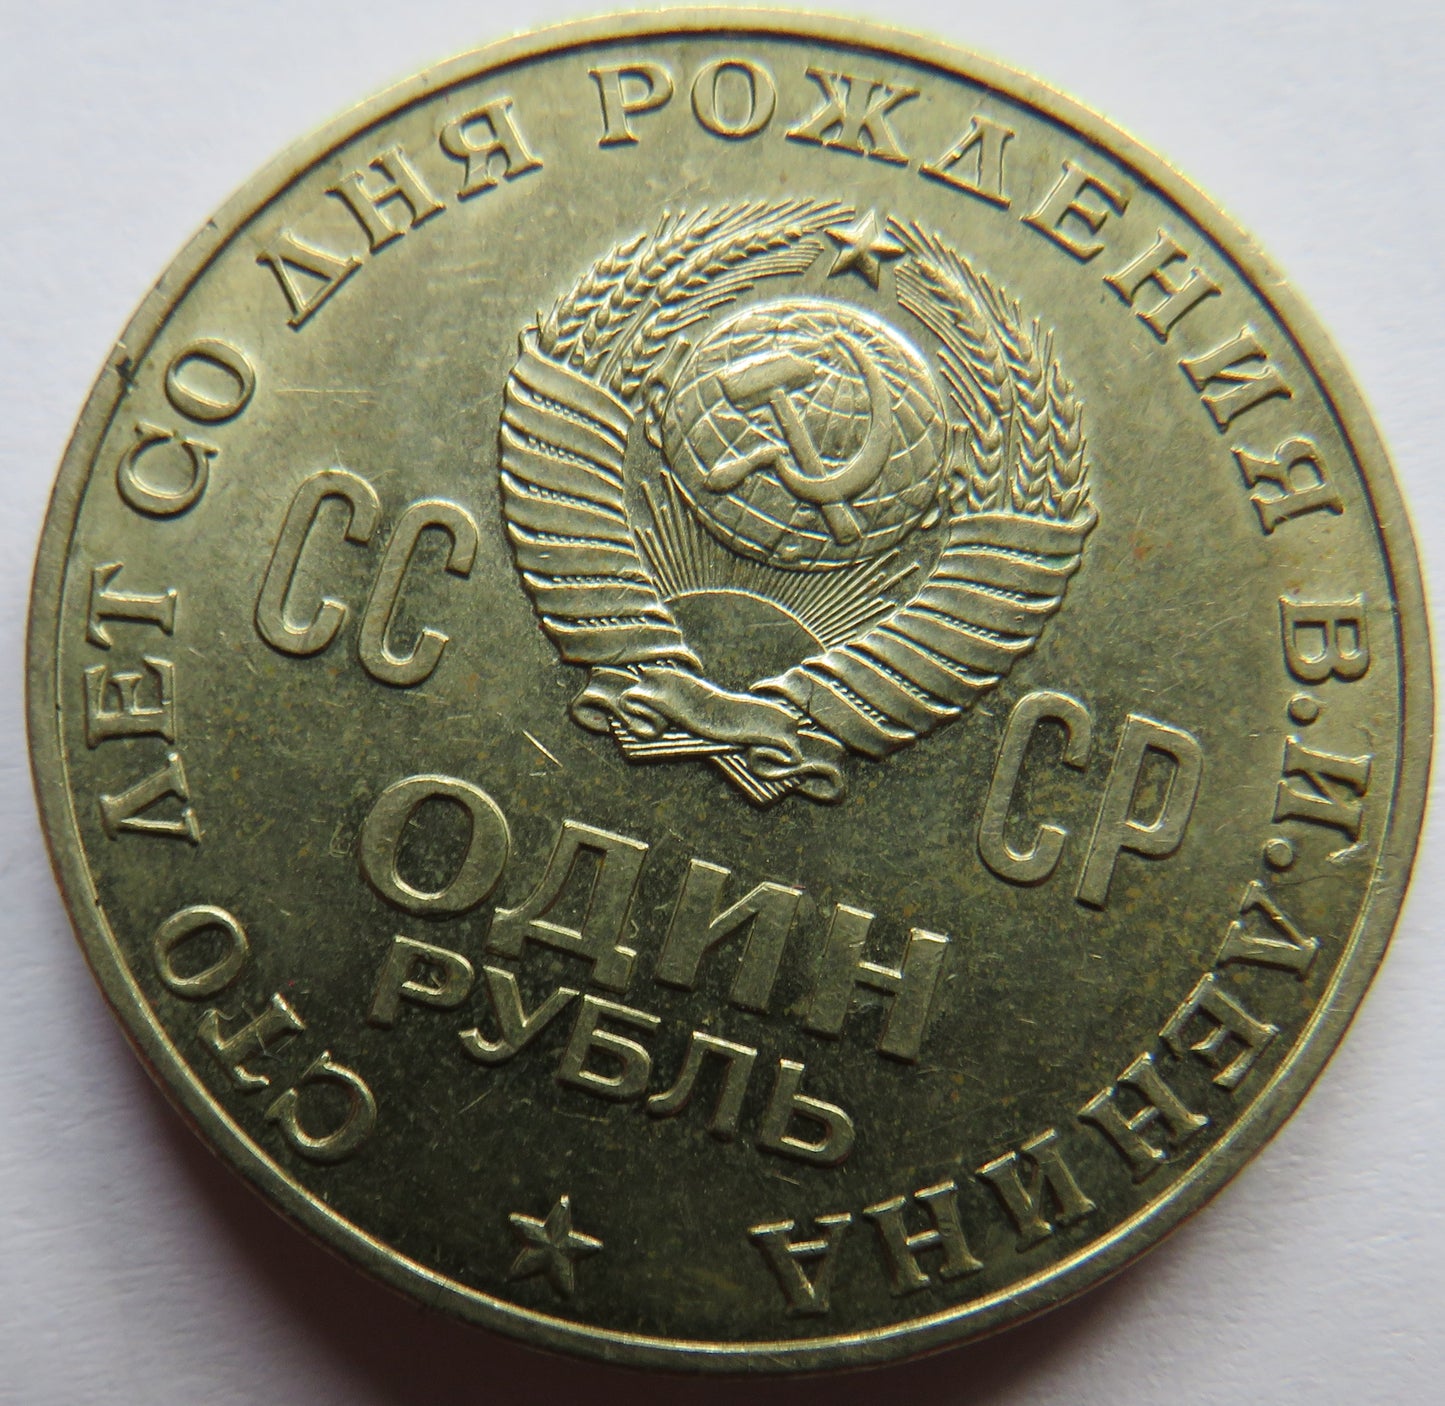 СТО ЛЕТ СО ДНЯ РОЖДЕНИЯ В.И.ЛЕНИНА
СС СР
ОДИН
РУБЛЬ